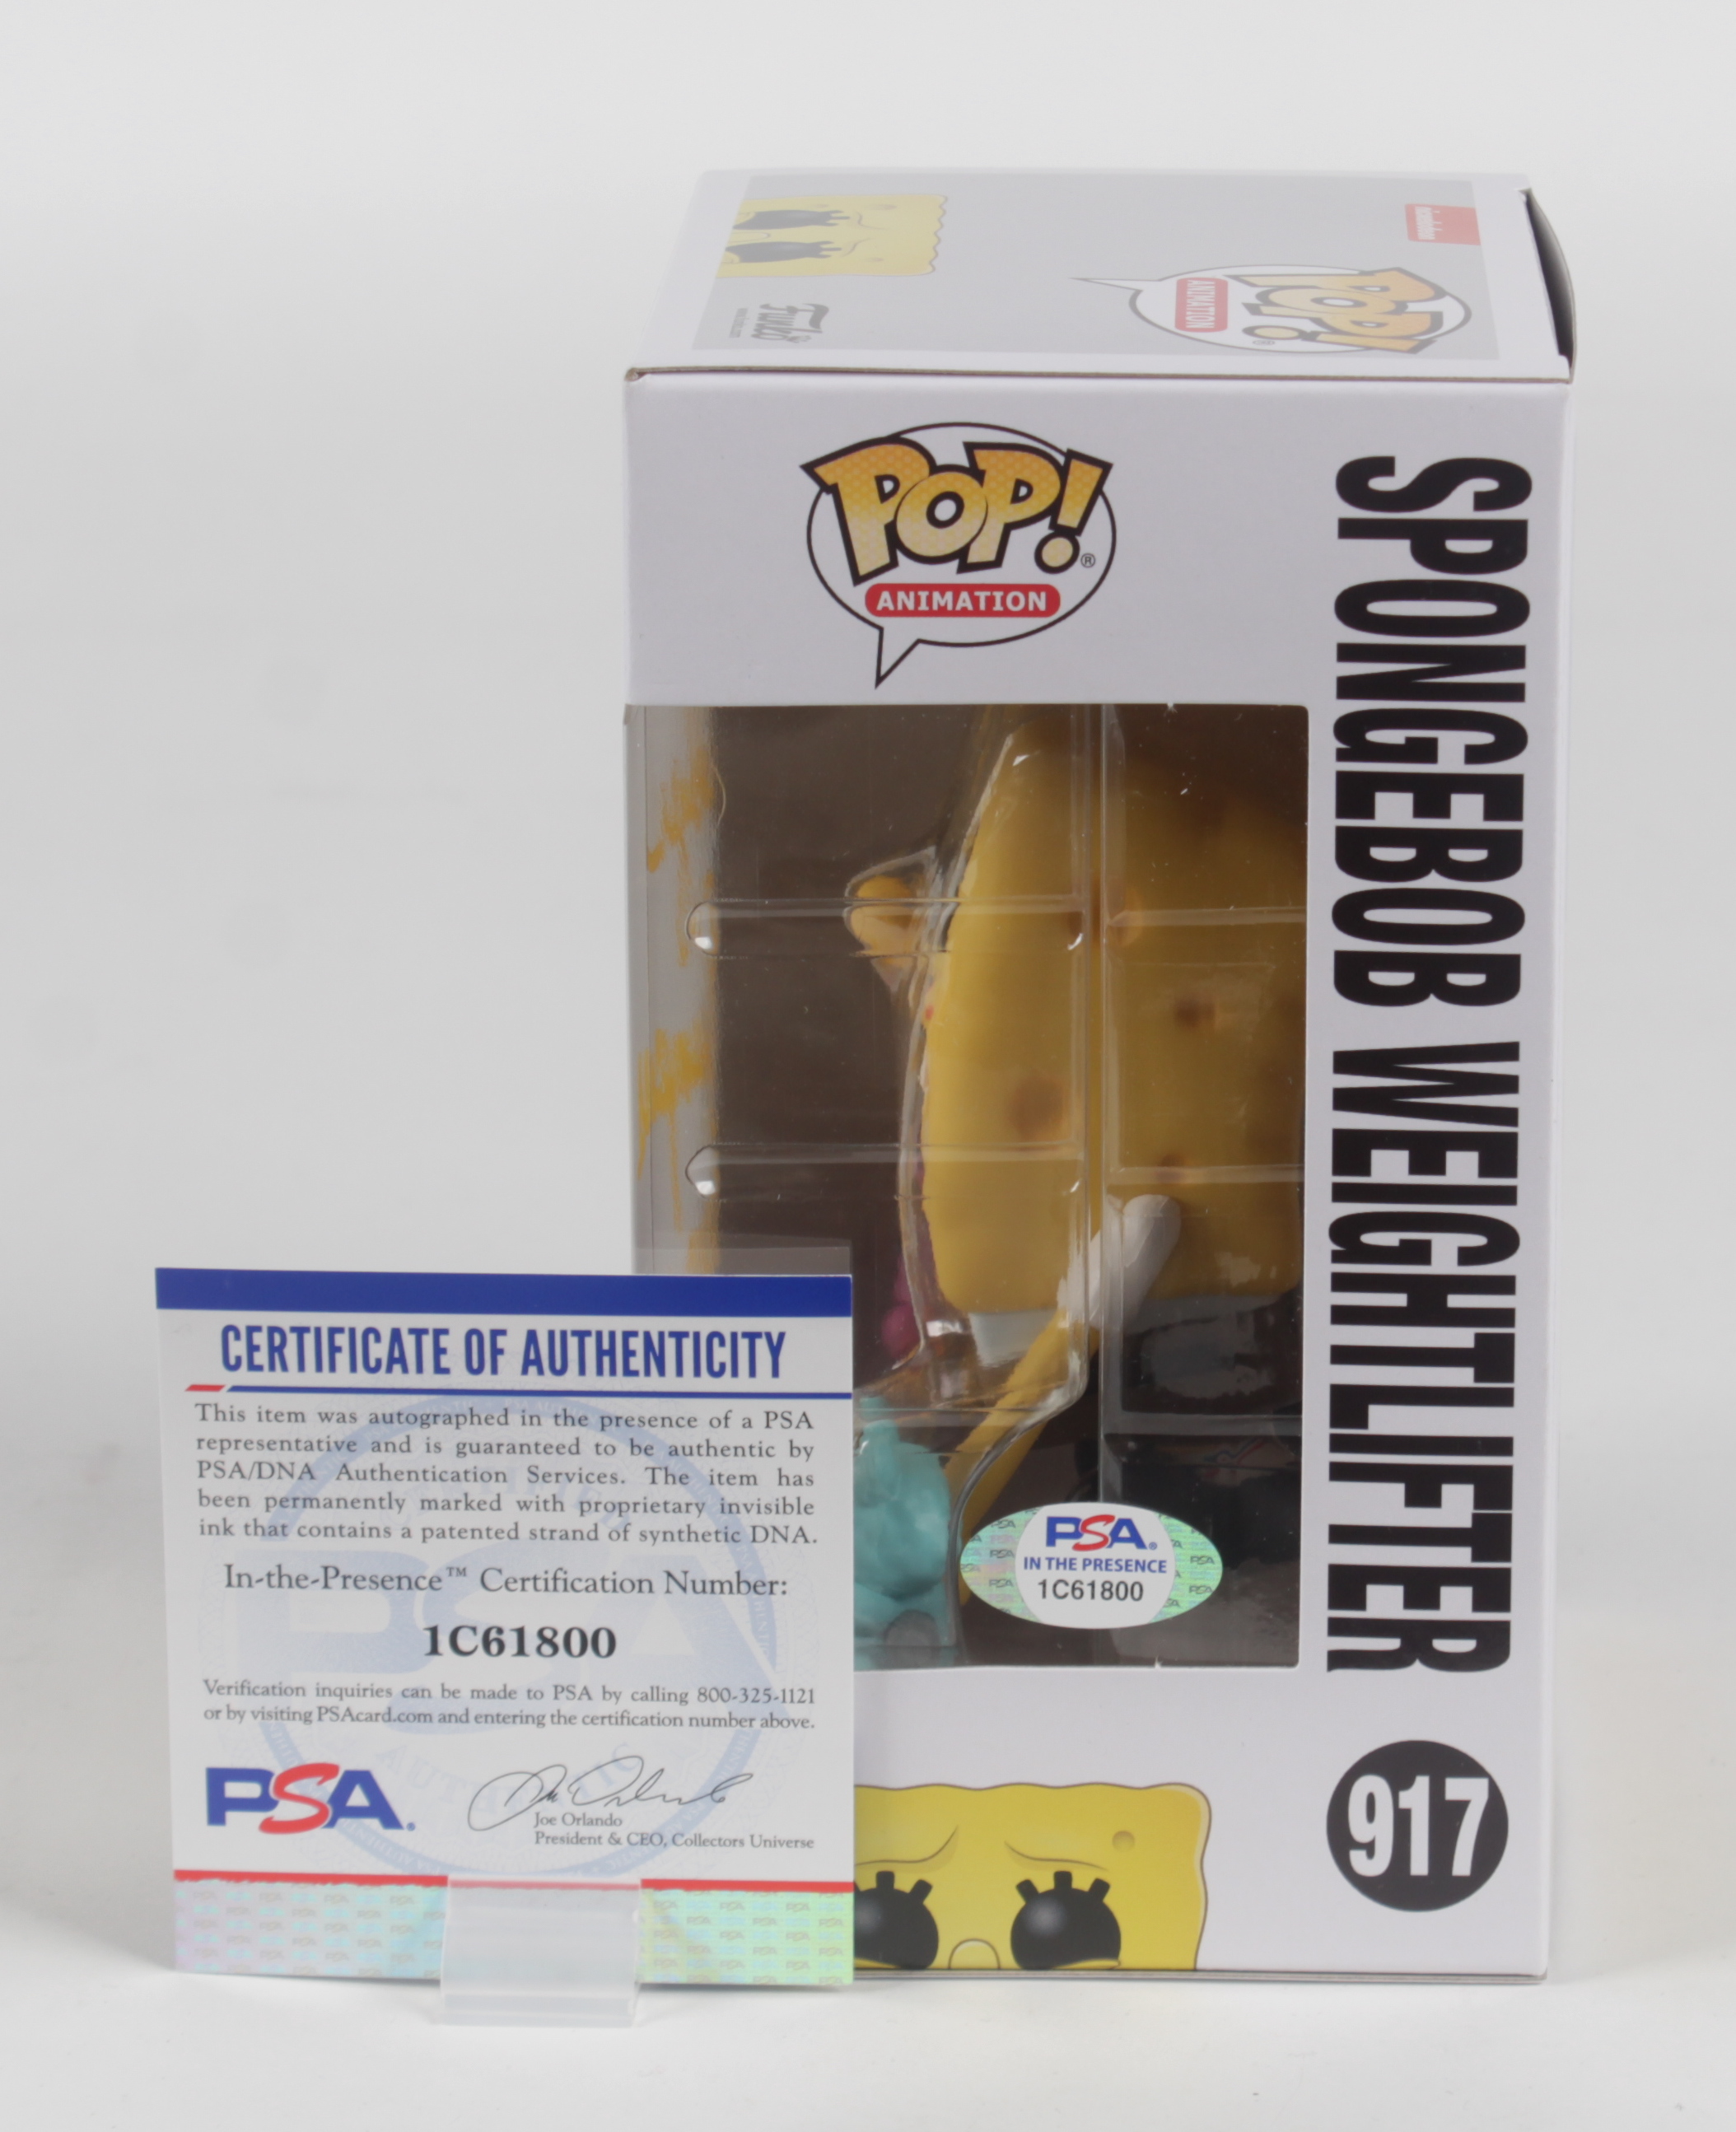 nickelodeon
POP!
ANIMATION
Funko
POP!®
ANIMATION
SPONGEBOB WEIGHTLIFTER
PSA®
IN THE PRESENCE
1C61800
917
CERTIFICATE OF AUTHENTICITY
This item was autographed in the presence of a PSA
representative and is guaranteed to be authentic by
PSA/DNA Authentication Services. The item has
been permanently marked with proprietary invisible
ink that contains a patented strand of synthetic DNA.
In-the-Presence™ Certification Number:
1C61800
Verification inquiries can be made to PSA by calling 800-325-1121
or by visiting PSAcard.com and entering the certification number above.
PSA®
Joe Orlando
President & CEO, Collectors Universe